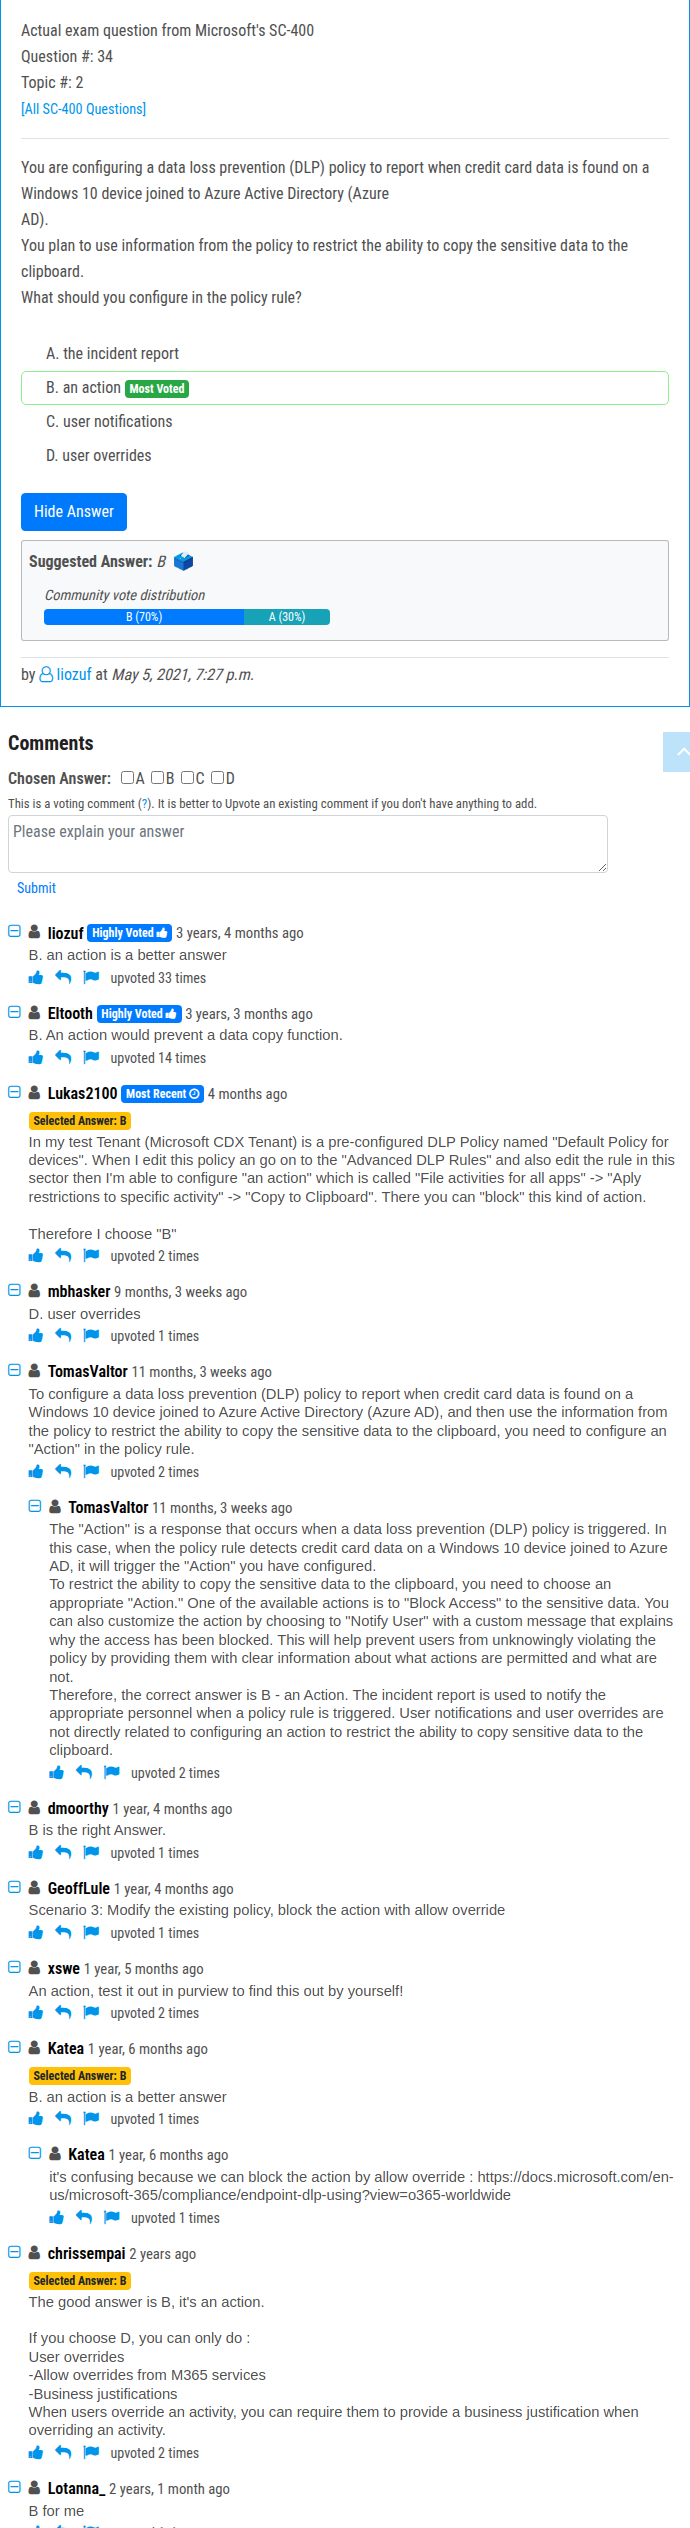 Actual exam question from Microsoft's SC-400
Question #: 34
Topic #: 2
[All SC-400 Questions]
You are configuring a data loss prevention (DLP) policy to report when credit card data is found on a
Windows 10 device joined to Azure Active Directory (Azure
AD).
You plan to use information from the policy to restrict the ability to copy the sensitive data to the
clipboard.
What should you configure in the policy rule?
A. the incident report
B. an action Most Voted
C. user notifications
D. user overrides
Hide Answer
Suggested Answer: B
Community vote distribution
B (70%) A (30%)
by liozuf at May 5, 2021, 7:27 p.m.
Comments
Chosen Answer: A B C D
This is a voting comment (?). It is better to Upvote an existing comment if you don't have anything to add.
Please explain your answer
Submit
liozuf Highly Voted 3 years, 4 months ago
B. an action is a better answer
upvoted 33 times
Eltooth Highly Voted 3 years, 3 months ago
B. An action would prevent a data copy function.
upvoted 14 times
Lukas2100 Most Recent 4 months ago
Selected Answer: B
In my test Tenant (Microsoft CDX Tenant) is a pre-configured DLP Policy named "Default Policy for
devices". When I edit this policy an go on to the "Advanced DLP Rules" and also edit the rule in this
sector then I'm able to configure "an action" which is called "File activities for all apps" -> "Aply
restrictions to specific activity" -> "Copy to Clipboard". There you can "block" this kind of action.
Therefore I choose "B"
upvoted 2 times
mbhasker 9 months, 3 weeks ago
D. user overrides
upvoted 1 times
TomasValtor 11 months, 3 weeks ago
To configure a data loss prevention (DLP) policy to report when credit card data is found on a
Windows 10 device joined to Azure Active Directory (Azure AD), and then use the information from
the policy to restrict the ability to copy the sensitive data to the clipboard, you need to configure an
"Action" in the policy rule.
upvoted 2 times
TomasValtor 11 months, 3 weeks ago
The "Action" is a response that occurs when a data loss prevention (DLP) policy is triggered. In
this case, when the policy rule detects credit card data on a Windows 10 device joined to Azure
AD, it will trigger the "Action" you have configured.
To restrict the ability to copy the sensitive data to the clipboard, you need to choose an
appropriate "Action." One of the available actions is to "Block Access" to the sensitive data. You
can also customize the action by choosing to "Notify User" with a custom message that explains
why the access has been blocked. This will help prevent users from unknowingly violating the
policy by providing them with clear information about what actions are permitted and what are
not.
Therefore, the correct answer is B - an Action. The incident report is used to notify the
appropriate personnel when a policy rule is triggered. User notifications and user overrides are
not directly related to configuring an action to restrict the ability to copy sensitive data to the
clipboard.
upvoted 2 times
dmoorthy 1 year, 4 months ago
B is the right Answer.
upvoted 1 times
GeoffLule 1 year, 4 months ago
Scenario 3: Modify the existing policy, block the action with allow override
upvoted 1 times
xswe 1 year, 5 months ago
An action, test it out in purview to find this out by yourself!
upvoted 2 times
Katea 1 year, 6 months ago
Selected Answer: B
B. an action is a better answer
upvoted 1 times
Katea 1 year, 6 months ago
it's confusing because we can block the action by allow override : https://docs.microsoft.com/en-
us/microsoft-365/compliance/endpoint-dlp-using?view=o365-worldwide
upvoted 1 times
chrissempai 2 years ago
Selected Answer: B
The good answer is B, it's an action.
If you choose D, you can only do :
User overrides
-Allow overrides from M365 services
-Business justifications
When users override an activity, you can require them to provide a business justification when
overriding an activity.
upvoted 2 times
Lotanna_ 2 years, 1 month ago
B for me